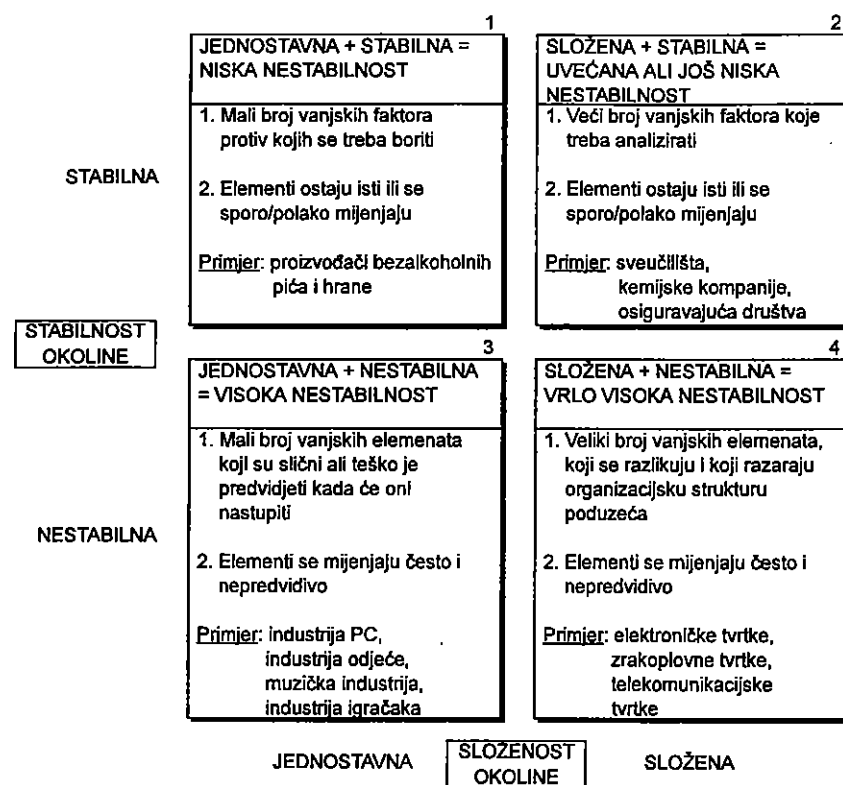 1
JEDNOSTAVNA + STABILNA =
NISKA NESTABILNOST
1. Mali broj vanjskih faktora
protiv kojih se treba boriti
2. Elementi ostaju isti ili se
sporo/polako mijenjaju
Primjer: proizvođači bezalkoholnih
pića i hrane
2
SLOŽENA + STABILNA =
UVEĆANA ALI JOŠ NISKA
NESTABILNOST
1. Veći broj vanjskih faktora koje
treba analizirati
2. Elementi ostaju isti ili se
sporo/polako mijenjaju
Primjer: sveučilišta,
kemijske kompanije,
osiguravajuća društva
STABILNA
STABILNOST
OKOLINE
3
JEDNOSTAVNA + NESTABILNA
= VISOKA NESTABILNOST
1. Mali broj vanjskih elemenata
koji su slični ali teško je
predvidjeti kada će oni
nastupiti
2. Elementi se mijenjaju često i
nepredvidivo
Primjer: industrija PC,
industrija odjeće,
muzička industrija,
industrija igračaka
4
SLOŽENA + NESTABILNA =
VRLO VISOKA NESTABILNOST
1. Veliki broj vanjskih elemenata,
koji se razlikuju i koji razaraju
organizacijsku strukturu
poduzeća
2. Elementi se mijenjaju često i
nepredvidivo
Primjer: elektroničke tvrtke,
zrakoplovne tvrtke,
telekomunikacijske
tvrtke
NESTABILNA
JEDNOSTAVNA
SLOŽENOST
OKOLINE
SLOŽENA